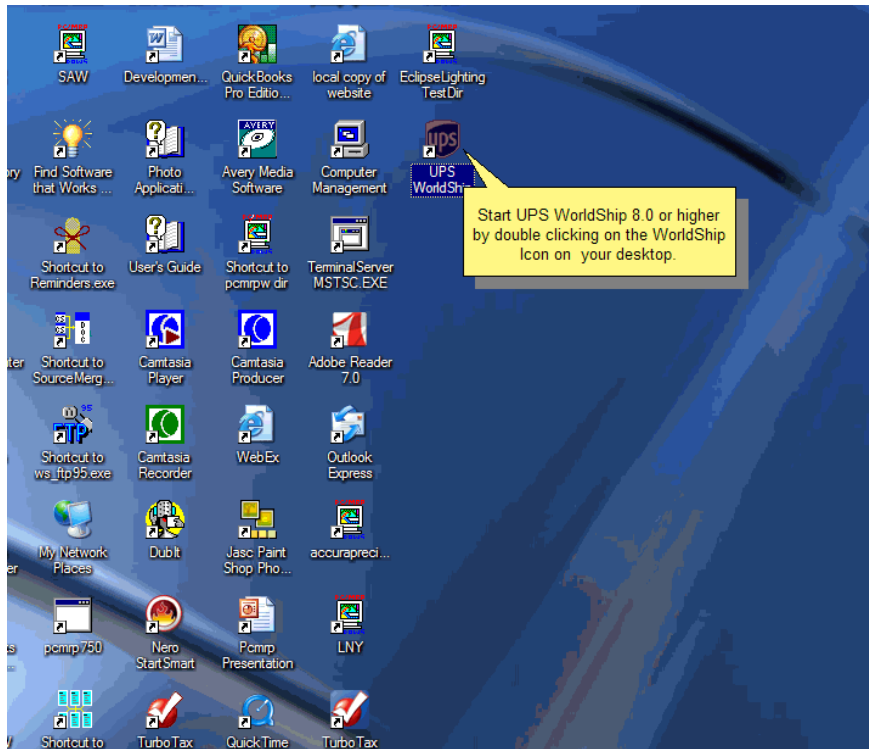 SAW
Developmen...
QuickBooks
Pro Editio...
local copy of
website
EclipseLighting
TestDir
Find Software
that Works ...
Photo
Applicati...
AVERY
Avery Media
Software
Computer
Management
ups
UPS
WorldShip
Start UPS WorldShip 8.0 or higher
by double clicking on the WorldShip
Icon on your desktop.
Shortcut to
Reminders.exe
User's Guide
Shortcut to
pcmrpw dir
TerminalServer
MSTSC.EXE
Shortcut to
SourceMerg...
Camtasia
Player
Camtasia
Producer
Adobe Reader
7.0
95
FTP
Shortcut to
ws_ftp95.exe
Camtasia
Recorder
WebEx
Outlook
Express
My Network
Places
DubIt
Jasc Paint
Shop Pho...
accurapreci...
pcmrp750
Nero
StartSmart
Pcmrp
Presentation
LNY
Shortcut to
TurboTax
QuickTime
TurboTax